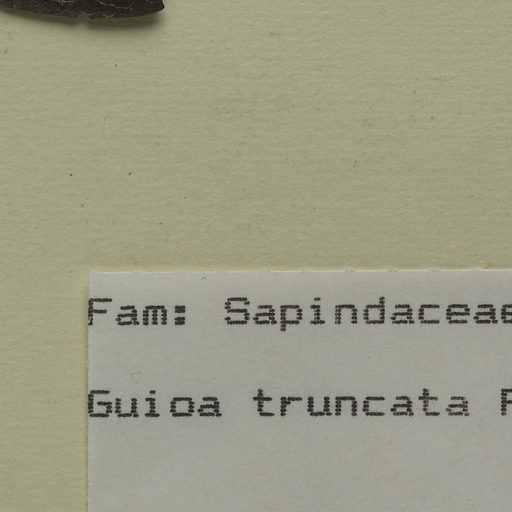 Fam: Sapindaceae
Guioa truncata